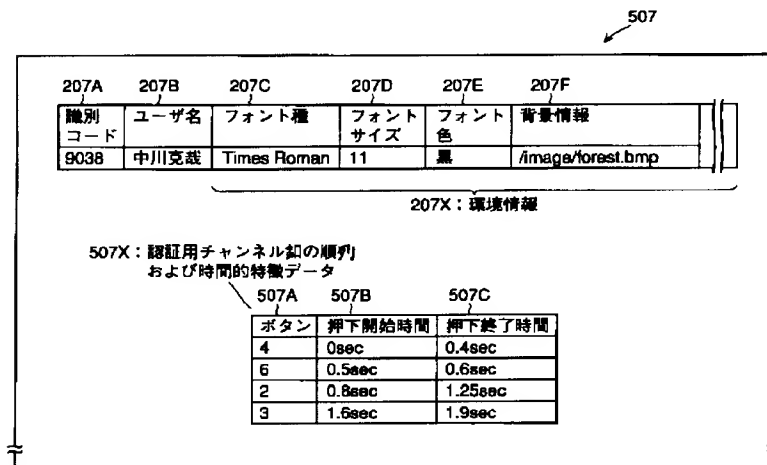 507
207A 207B 207C 207D 207E 207F
識別コード ユーザ名 フォント種 フォントサイズ フォント色 背景情報
9038 中川克哉 Times Roman 11 黒 /image/forest.bmp
207X：環境情報
507X：認証用チャンネル釦の順列
および時間的特徴データ
507A 507B 507C
ボタン 押下開始時間 押下終了時間
4 0sec 0.4sec
6 0.5sec 0.6sec
2 0.8sec 1.25sec
3 1.6sec 1.9sec